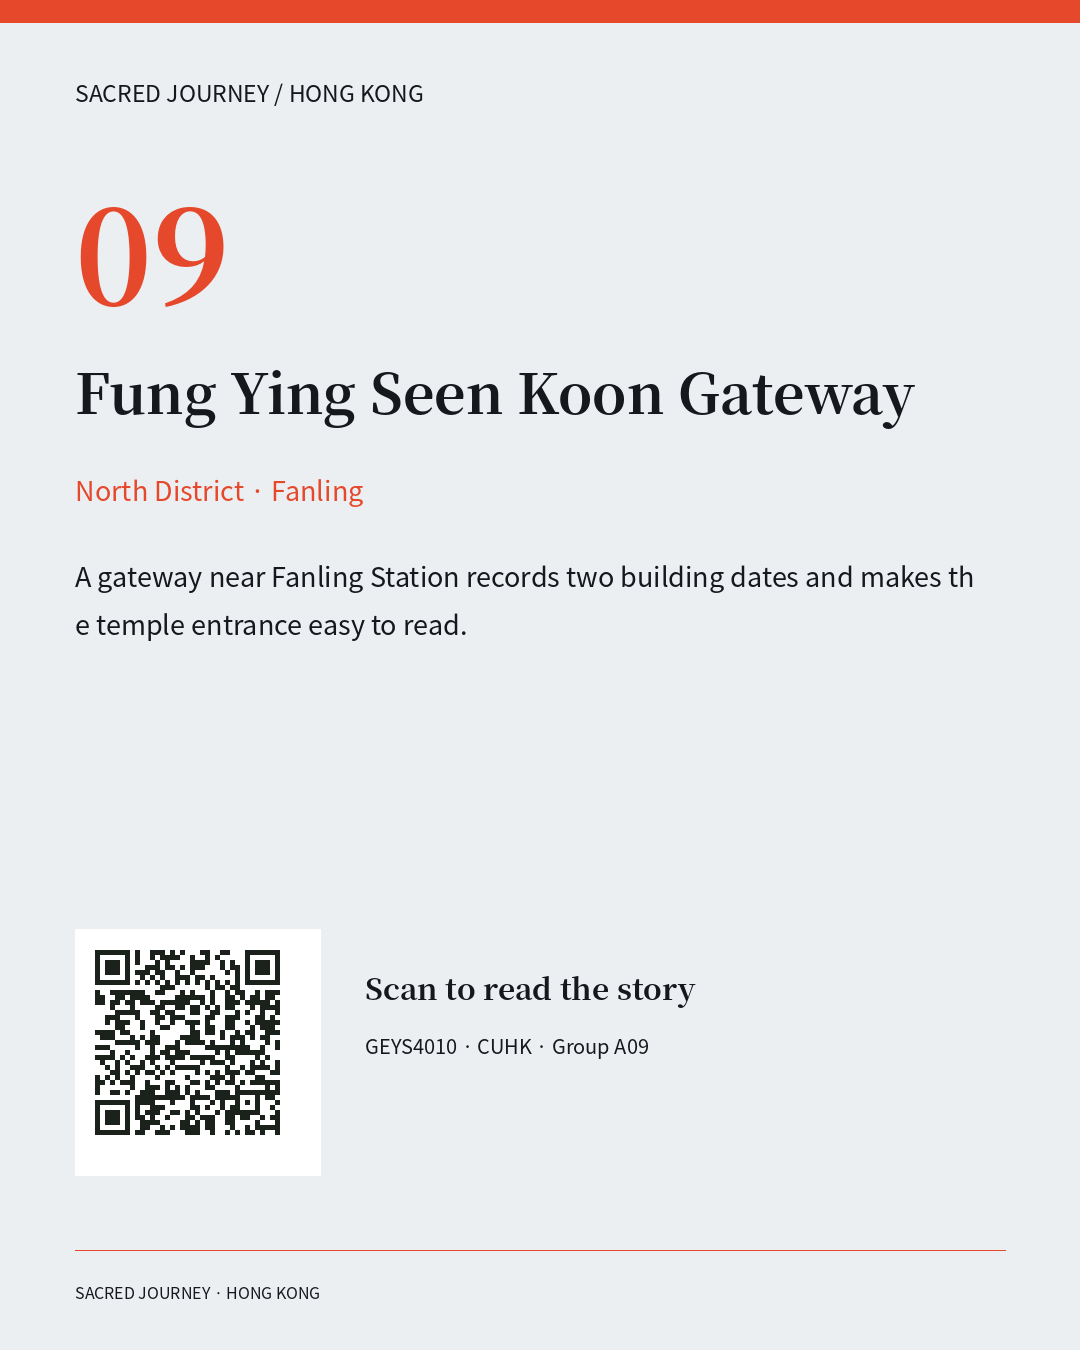 SACRED JOURNEY / HONG KONG
09
Fung Ying Seen Koon Gateway
North District · Fanling
A gateway near Fanling Station records two building dates and makes th
e temple entrance easy to read.
Scan to read the story
GEYS4010 · CUHK · Group A09
SACRED JOURNEY · HONG KONG